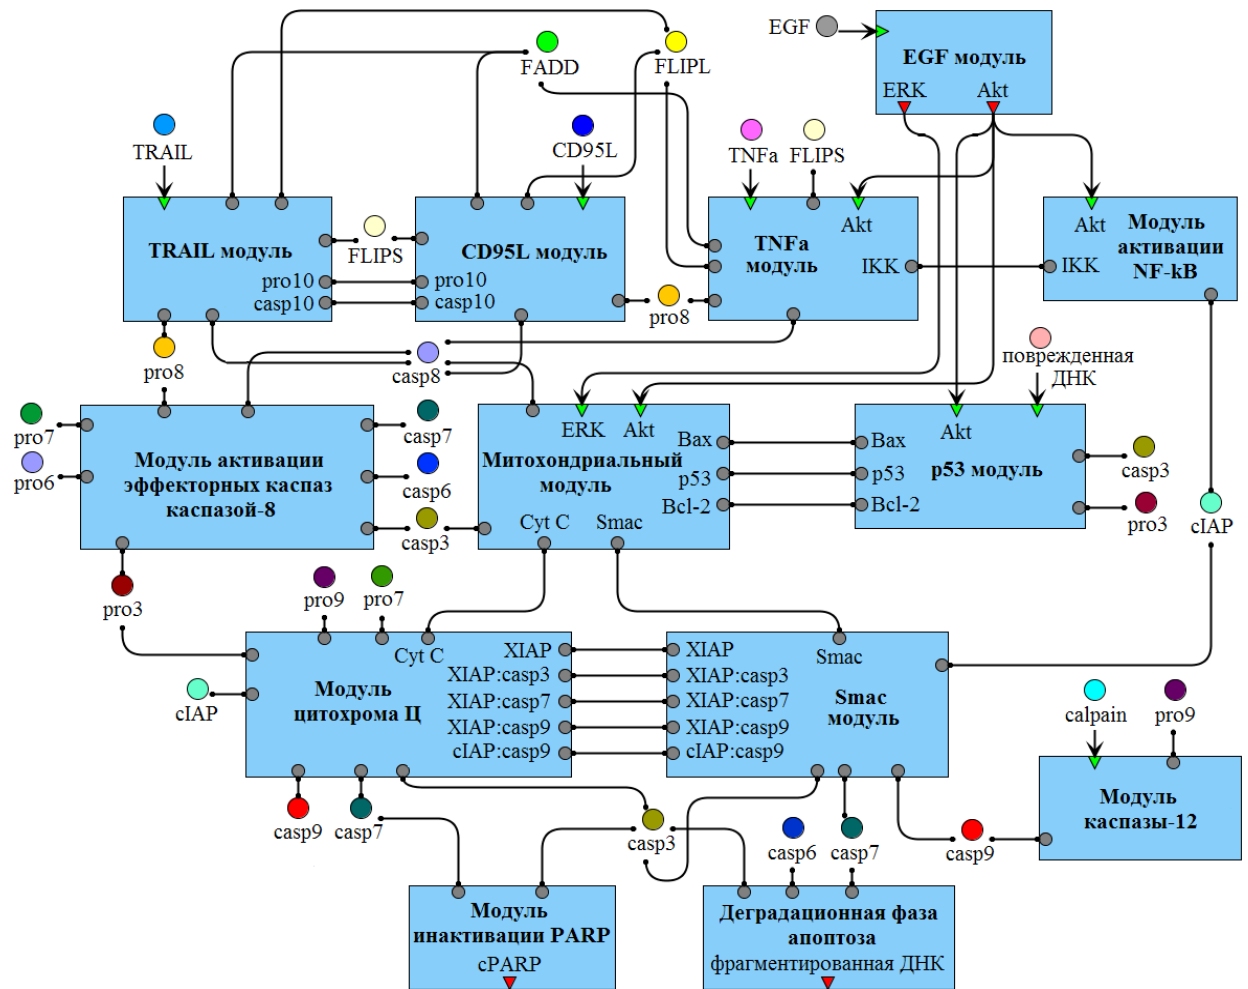 EGF
EGF модуль
ERK
Akt
FADD
FLIPL
TRAIL
CD95L
TNFa
FLIPS
TRAIL модуль
pro10
casp10
FLIPS
CD95L модуль
pro10
casp10
pro8
Akt
TNFa
модуль
IKK
Akt
Модуль
активации
NF-kB
IKK
pro8
casp8
поврежденная
ДНК
pro7
pro6
Модуль активации
эффекторных каспаз
каспазой-8
casp7
casp6
casp3
ERK
Akt
Митохондриальный
модуль
Bax
p53
Bcl-2
Cyt C
Smac
Akt
Bax
p53
Bcl-2
p53 модуль
casp3
pro3
cIAP
pro3
pro9
pro7
cIAP
Cyt C
Модуль
цитохрома Ц
XIAP
XIAP:casp3
XIAP:casp7
XIAP:casp9
cIAP:casp9
XIAP
XIAP:casp3
XIAP:casp7
XIAP:casp9
cIAP:casp9
Smac
Smac
модуль
calpain
pro9
Модуль
каспазы-12
casp9
casp7
casp3
casp6
casp7
casp9
Модуль
инактивации PARP
cPARP
Деградационная фаза
апоптоза
фрагментированная ДНК